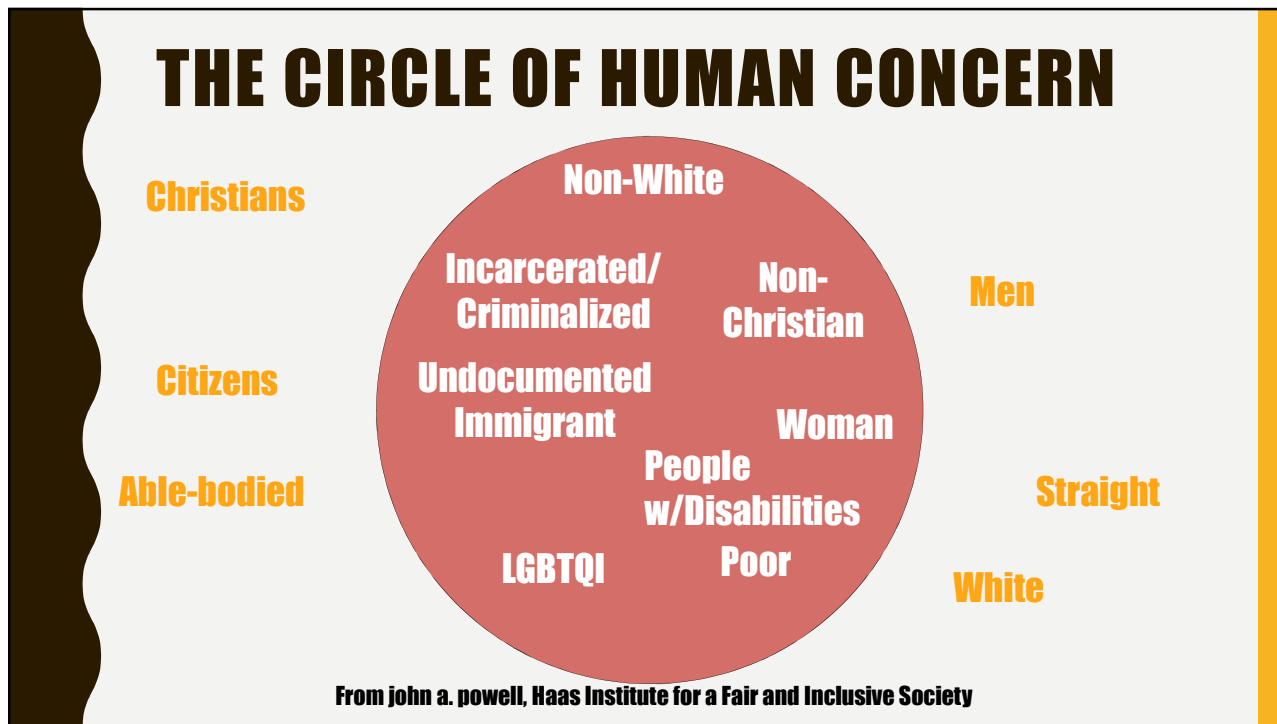 THE CIRCLE OF HUMAN CONCERN
Christians
Citizens
Able-bodied
Non-White
Incarcerated/
Criminalized
Non-
Christian
Undocumented
Immigrant
Woman
People
w/Disabilities
LGBTQI
Poor
Men
Straight
White
From john a. powell, Haas Institute for a Fair and Inclusive Society